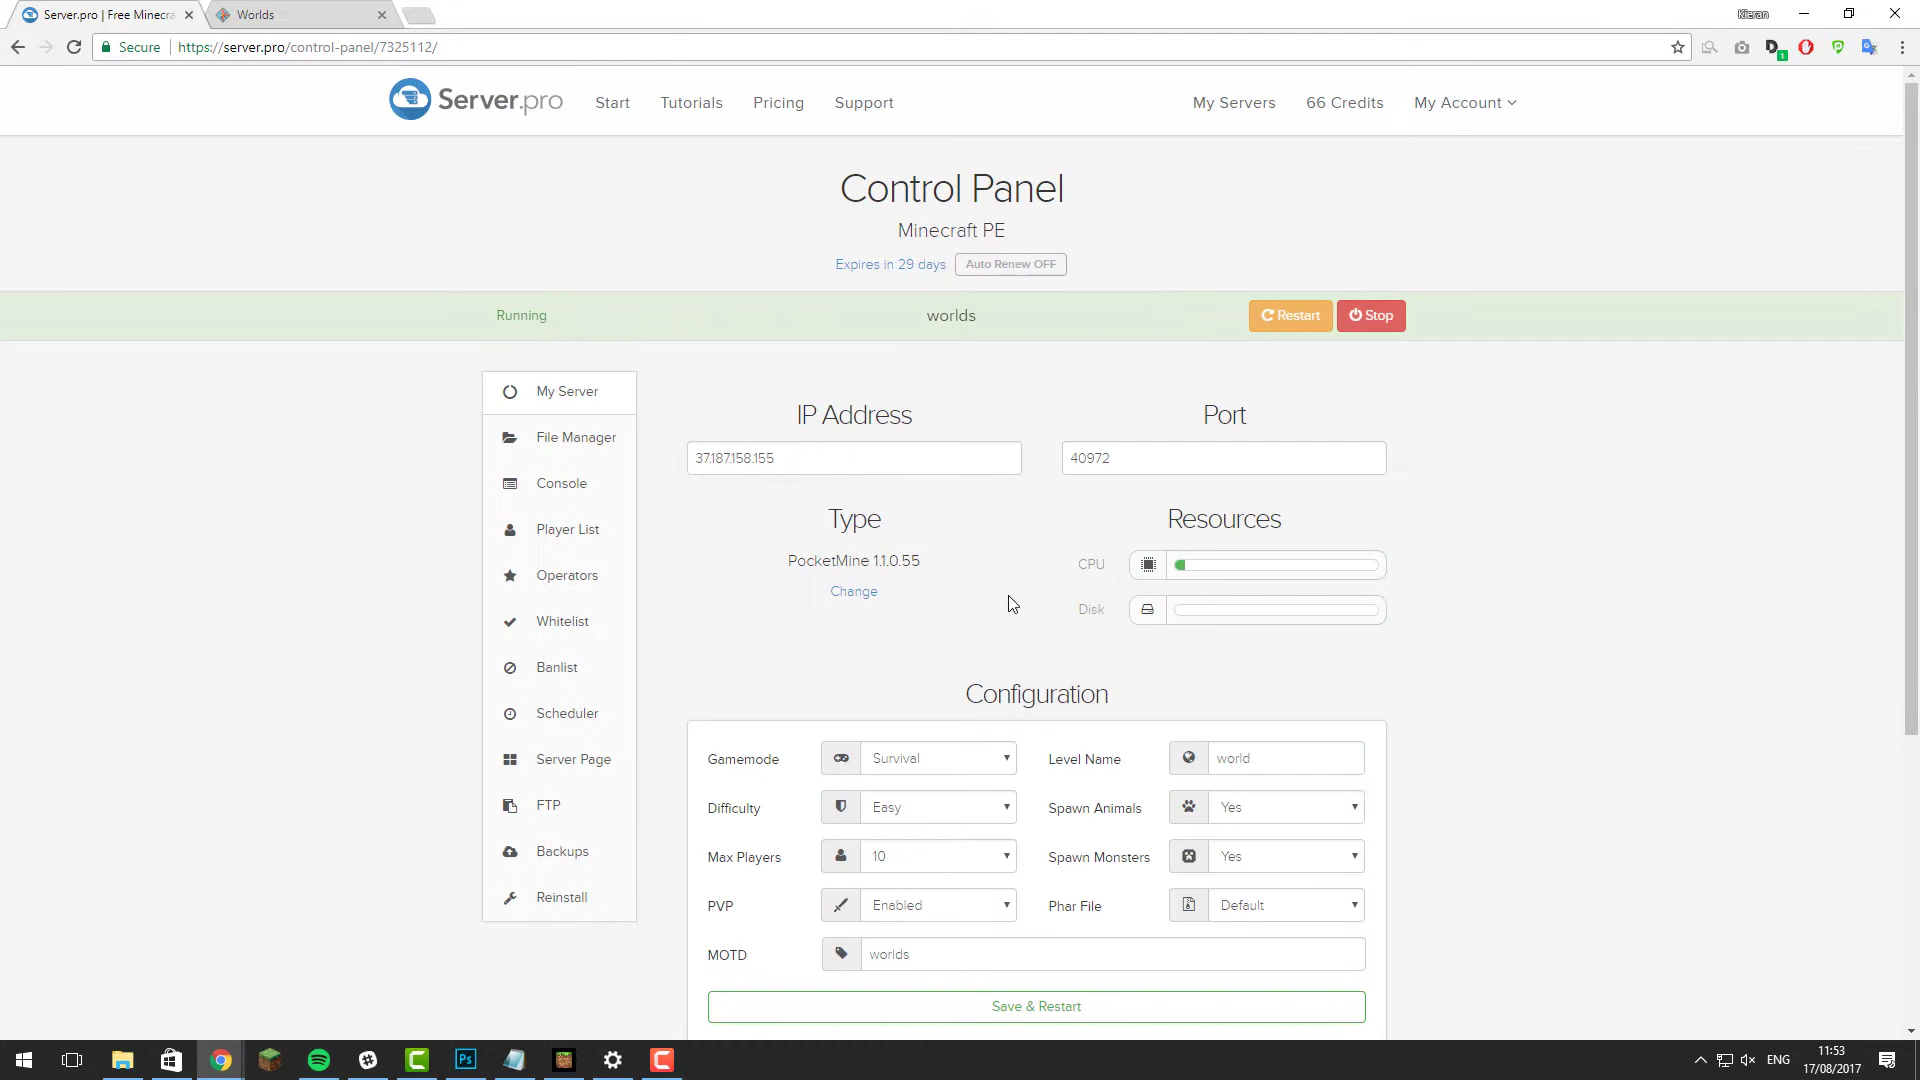 Server.pro | Free Minecra
Worlds
Kieran
Secure
https://server.pro/control-panel/7325112/
1
Server.pro
Start
Tutorials
Pricing
Support
My Servers
66 Credits
My Account
Control Panel
Minecraft PE
Expires in 29 days
Auto Renew OFF
Running
worlds
Restart
Stop
My Server
File Manager
Console
Player List
Operators
Whitelist
Banlist
Scheduler
Server Page
FTP
Backups
Reinstall
IP Address
Port
37.187.158.155
40972
Type
Resources
PocketMine 1.1.0.55
Change
CPU
Disk
Configuration
Gamemode
Survival
Level Name
world
Difficulty
Easy
Spawn Animals
Yes
Max Players
10
Spawn Monsters
Yes
PVP
Enabled
Phar File
Default
MOTD
worlds
Save & Restart
Ps
ENG
11:53
17/08/2017